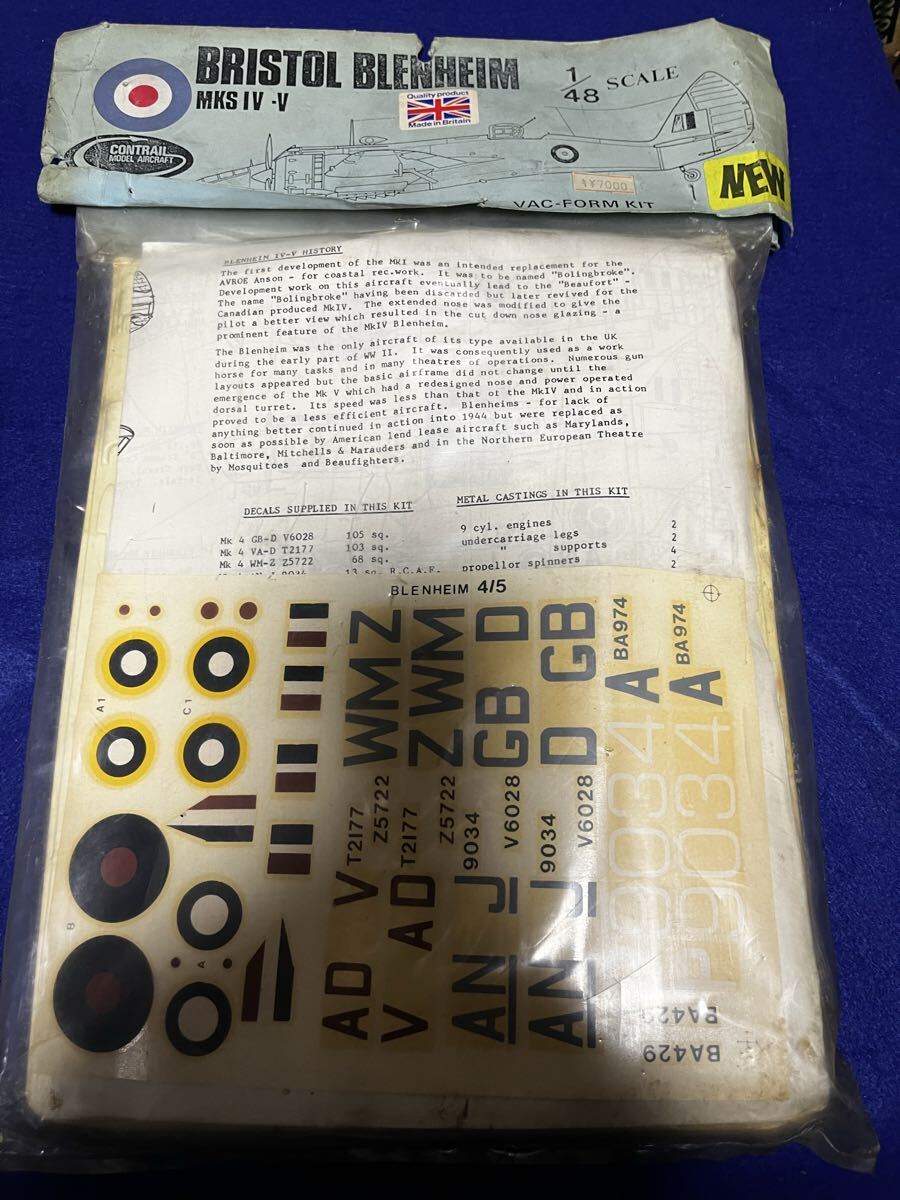 BRISTOL BLENHEIM
MKS IV -V
Quality product
Made in Britain
1/48 SCALE
CONTRAIL
MODEL AIRCRAFT
¥7000
NEW
VAC-FORM KIT
BLENHEIM IV-V HISTORY
The first development of the MKI was an intended replacement for the
AVROE Anson - for coastal rec.work. It was to be named "Bolingbroke".
Development work on this aircraft eventually lead to the "Beaufort" -
The name "Bolingbroke" having been discarded but later revived for the
Canadian produced MkIV. The extended nose was modified to give the
pilot a better view which resulted in the cut down nose glazing - a
prominent feature of the MkIV Blenheim.
The Blenheim was the only aircraft of its type available in the UK
during the early part of WW II. It was consequently used as a work
horse for many tasks and in many theatres of operations. Numerous gun
layouts appeared but the basic airframe did not change until the
emergence of the Mk V which had a redesigned nose and power operated
dorsal turret. Its speed was less than that of the MkIV and in action
proved to be a less efficient aircraft. Blenheims - for lack of
anything better continued in action into 1944 but were replaced as
soon as possible by American lend lease aircraft such as Marylands,
Baltimore, Mitchells & Marauders and in the Northern European Theatre
by Mosquitoes and Beaufighters.
DECALS SUPPLIED IN THIS KIT
Mk 4 GB-D V6028 105 sq.
Mk 4 VA-D T2177 103 sq.
Mk 4 WM-Z Z5722 68 sq.
9034 13 sq. R.C.A.F.
METAL CASTINGS IN THIS KIT
9 cyl. engines 2
undercarriage legs 2
" supports 4
propellor spinners 2
BLENHEIM 4/5
WMZ
ZWM
GB D
D GB
BA974
BA974
A
A
A1
C1
T2177
Z5722
T2177
Z5722
9034
V6028
9034
V6028
P9034
P9034
B
A
AD V
V AD
AN J
AN J
BA429
BA429